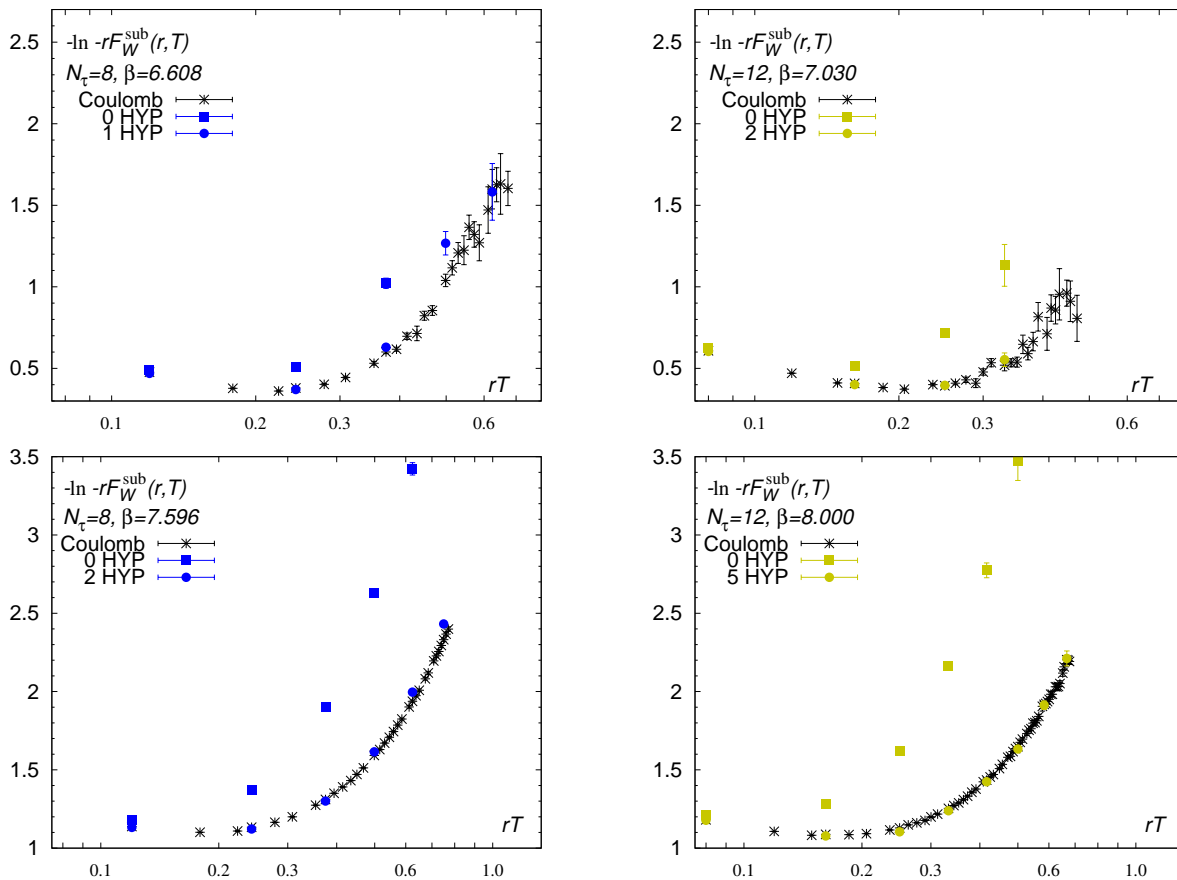 -ln -rF_W^sub(r,T)
N_τ=8, β=6.608
Coulomb
0 HYP
1 HYP
2.5
2
1.5
1
0.5
0.1
0.2
0.3
0.6
rT
-ln -rF_W^sub(r,T)
N_τ=12, β=7.030
Coulomb
0 HYP
2 HYP
2.5
2
1.5
1
0.5
0.1
0.2
0.3
0.6
1.0
rT
-ln -rF_W^sub(r,T)
N_τ=8, β=7.596
Coulomb
0 HYP
2 HYP
3.5
3
2.5
2
1.5
1
0.1
0.2
0.3
0.6
1.0
rT
-ln -rF_W^sub(r,T)
N_τ=12, β=8.000
Coulomb
0 HYP
5 HYP
3.5
3
2.5
2
1.5
1
0.1
0.2
0.3
0.6
1.0
rT